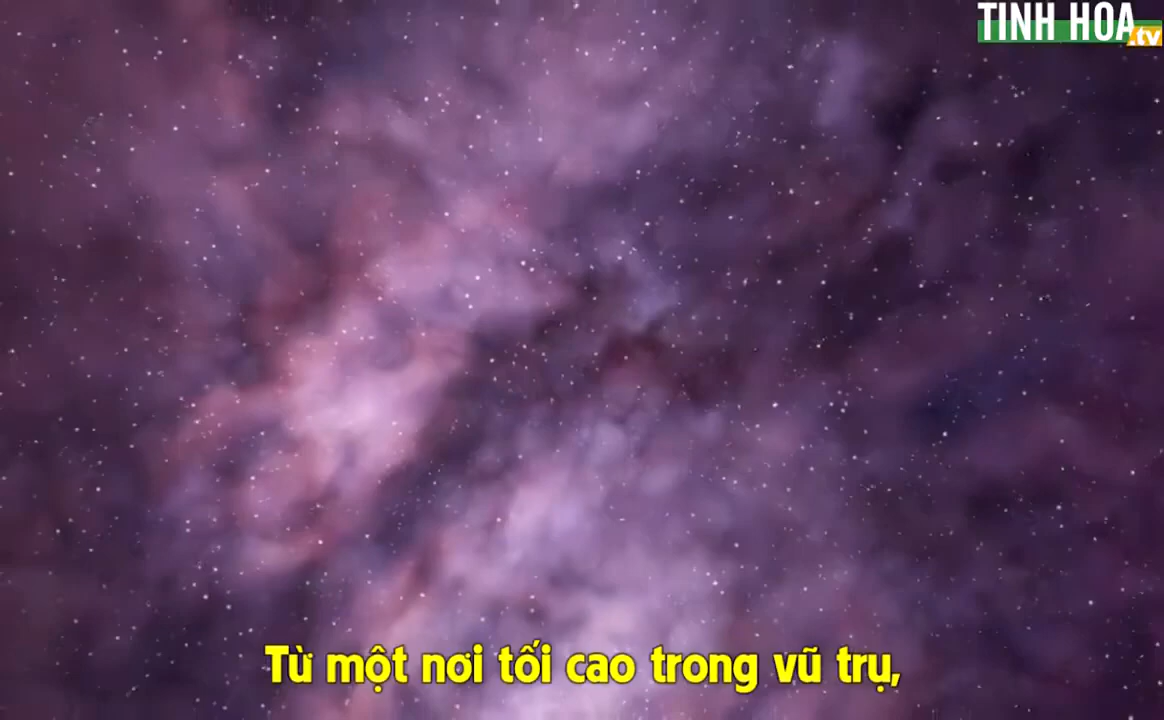 TINH HOA
.tv
Từ một nơi tối cao trong vũ trụ,